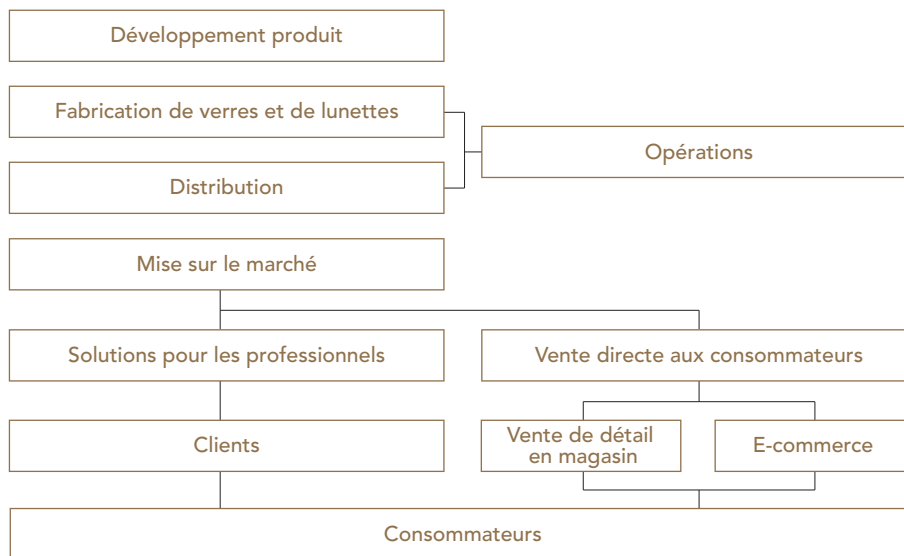 Développement produit
Fabrication de verres et de lunettes
Opérations
Distribution
Mise sur le marché
Solutions pour les professionnels
Vente directe aux consommateurs
Clients
Vente de détail
en magasin
E-commerce
Consommateurs